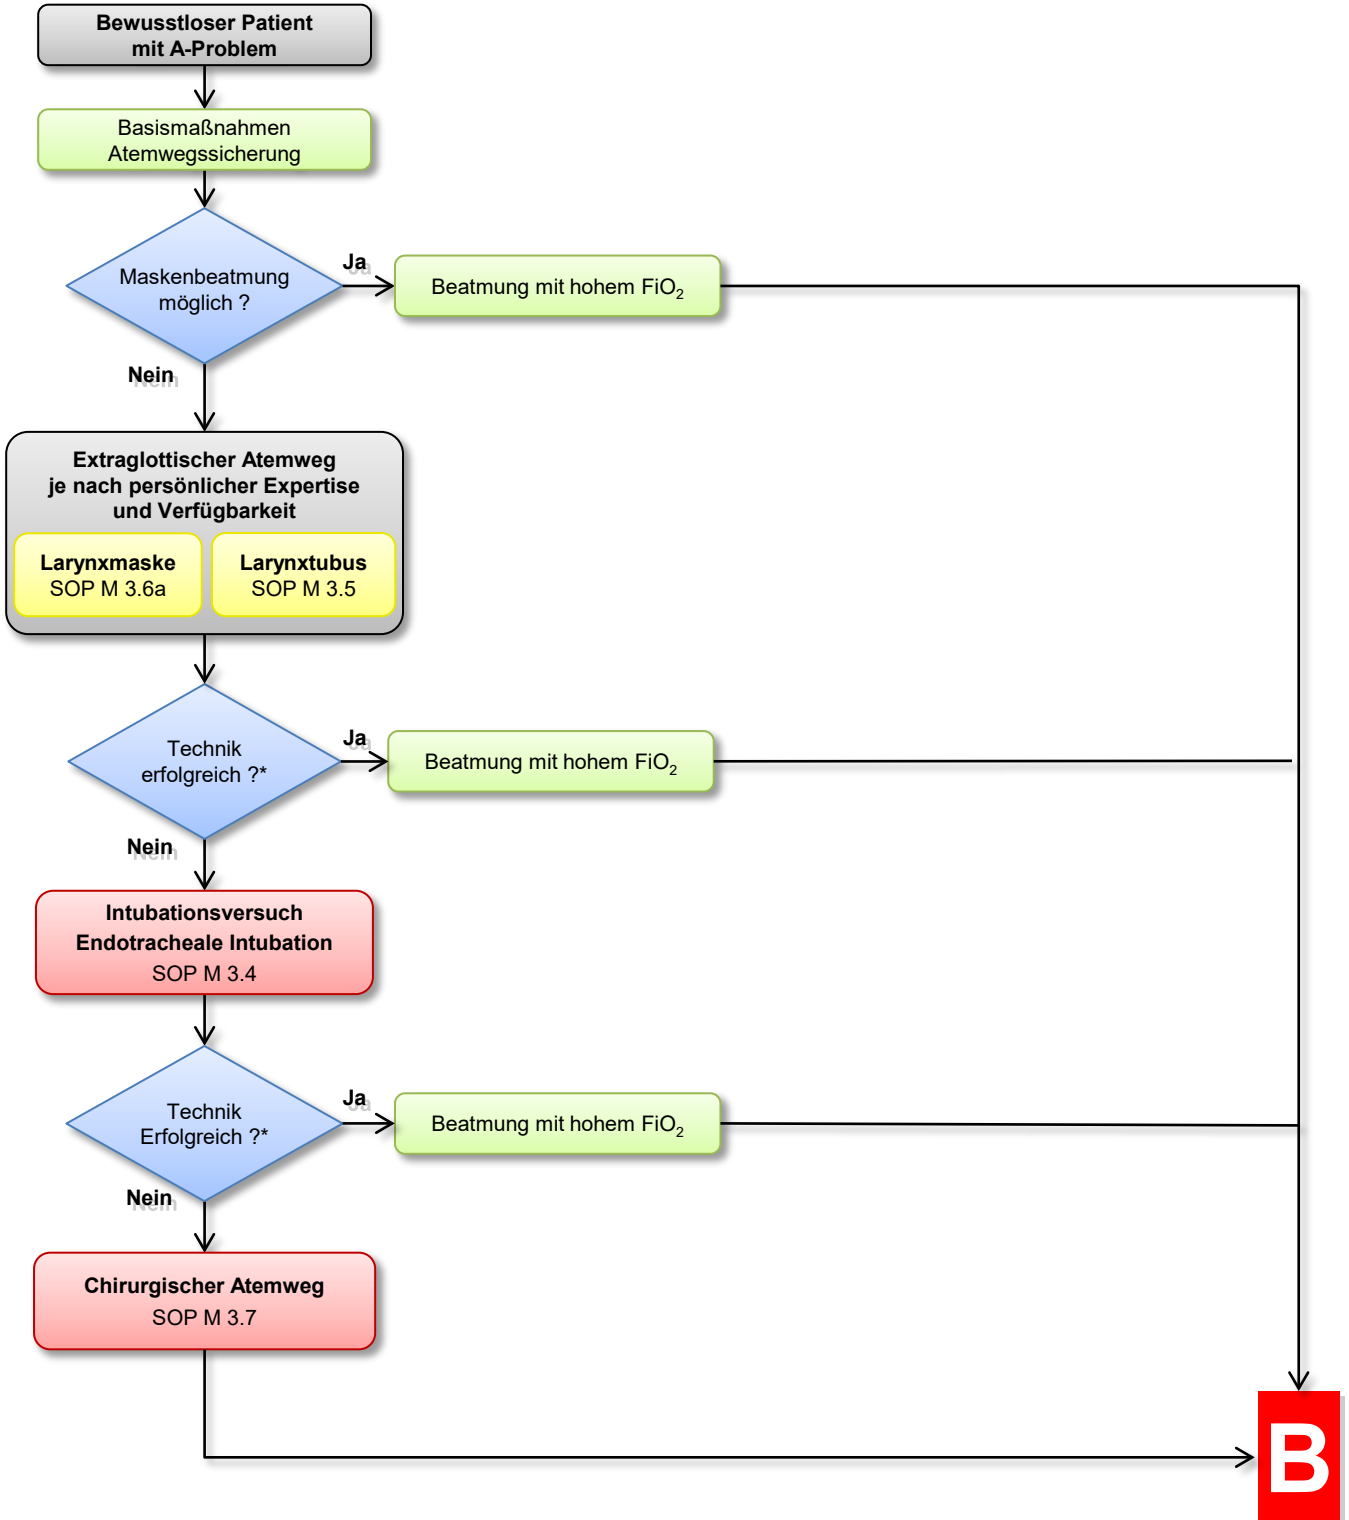 Bewusstloser Patient
mit A-Problem
Basismaßnahmen
Atemwegssicherung
Maskenbeatmung
möglich ?
Ja
Beatmung mit hohem FiO₂
Nein
Extraglottischer Atemweg
je nach persönlicher Expertise
und Verfügbarkeit
Larynxmaske
SOP M 3.6a
Larynxtubus
SOP M 3.5
Technik
erfolgreich ?*
Ja
Beatmung mit hohem FiO₂
Nein
Intubationsversuch
Endotracheale Intubation
SOP M 3.4
Technik
Erfolgreich ?*
Ja
Beatmung mit hohem FiO₂
Nein
Chirurgischer Atemweg
SOP M 3.7
B